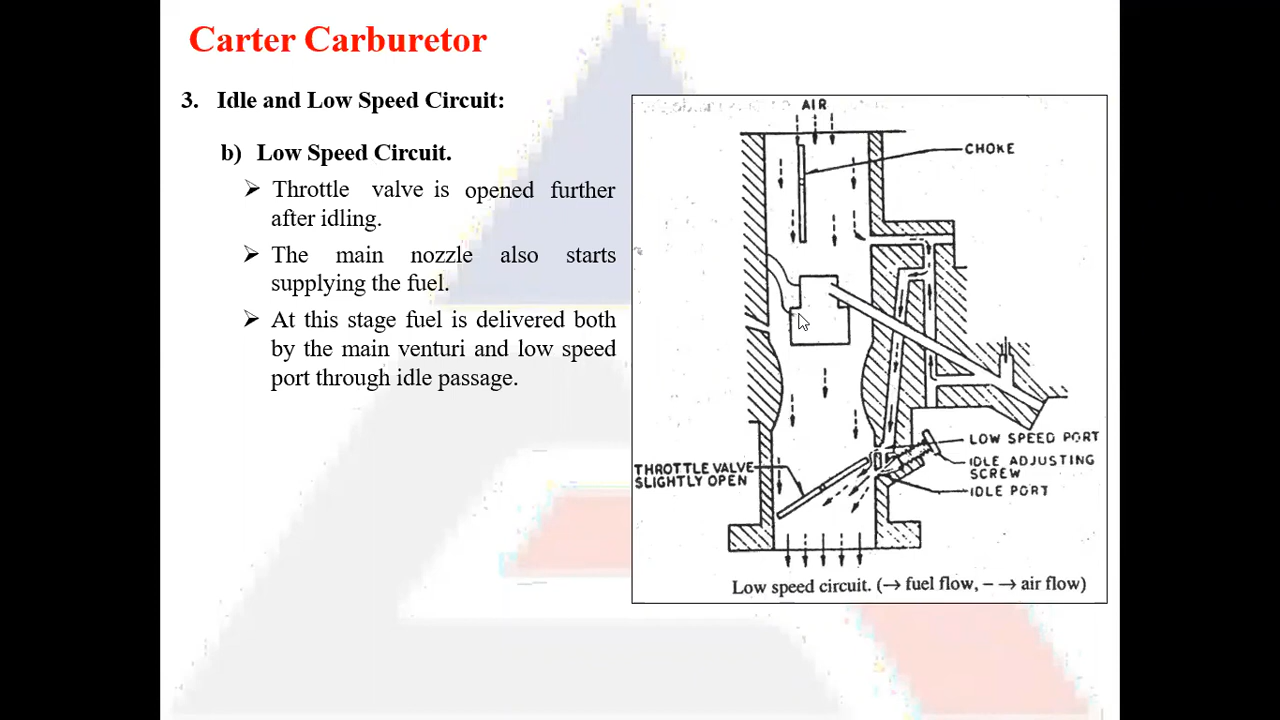 Carter Carburetor
3. Idle and Low Speed Circuit:
b) Low Speed Circuit.
➢ Throttle valve is opened further
after idling.
➢ The main nozzle also starts
supplying the fuel.
➢ At this stage fuel is delivered both
by the main venturi and low speed
port through idle passage.
AIR
CHOKE
LOW SPEED PORT
IDLE ADJUSTING
SCREW
IDLE PORT
THROTTLE VALVE
SLIGHTLY OPEN
Low speed circuit. (→ fuel flow, – → air flow)